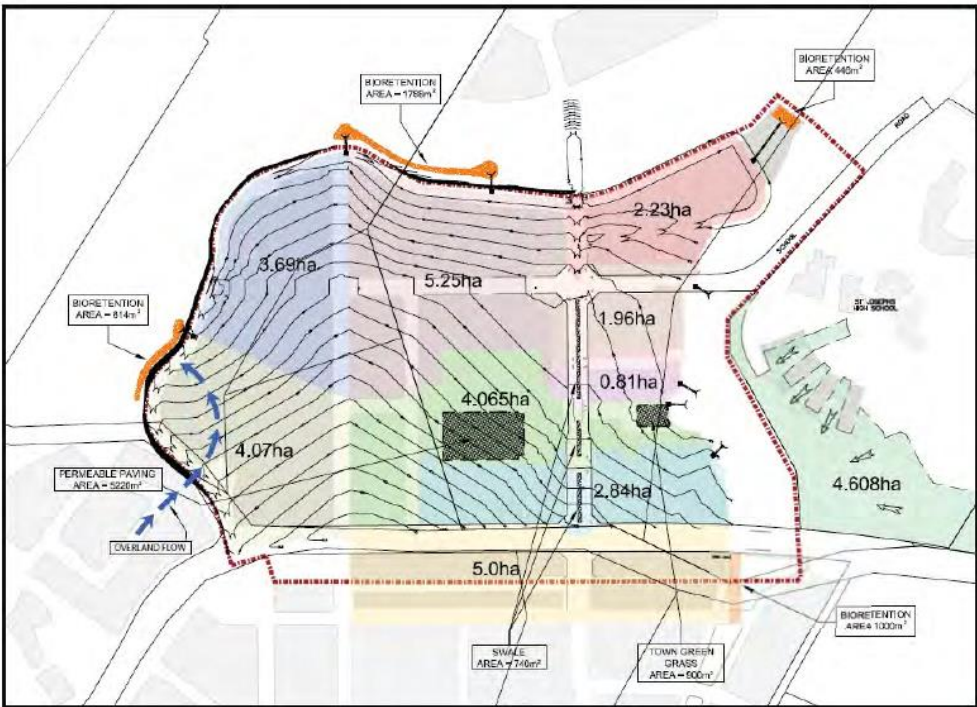 BIORETENTION
AREA 446m²
BIORETENTION
AREA = 1788m²
ROAD
2.23ha
SCHOOL
3.69ha
5.25ha
ST JOSEPHS
HIGH SCHOOL
BIORETENTION
AREA = 814m²
1.96ha
0.81ha
4.065ha
4.07ha
PERMEABLE PAVING
AREA = 5220m²
2.84ha
4.608ha
OVERLAND FLOW
5.0ha
BIORETENTION
AREA 1000m²
SWALE
AREA = 740m²
TOWN GREEN
GRASS
AREA = 900m²